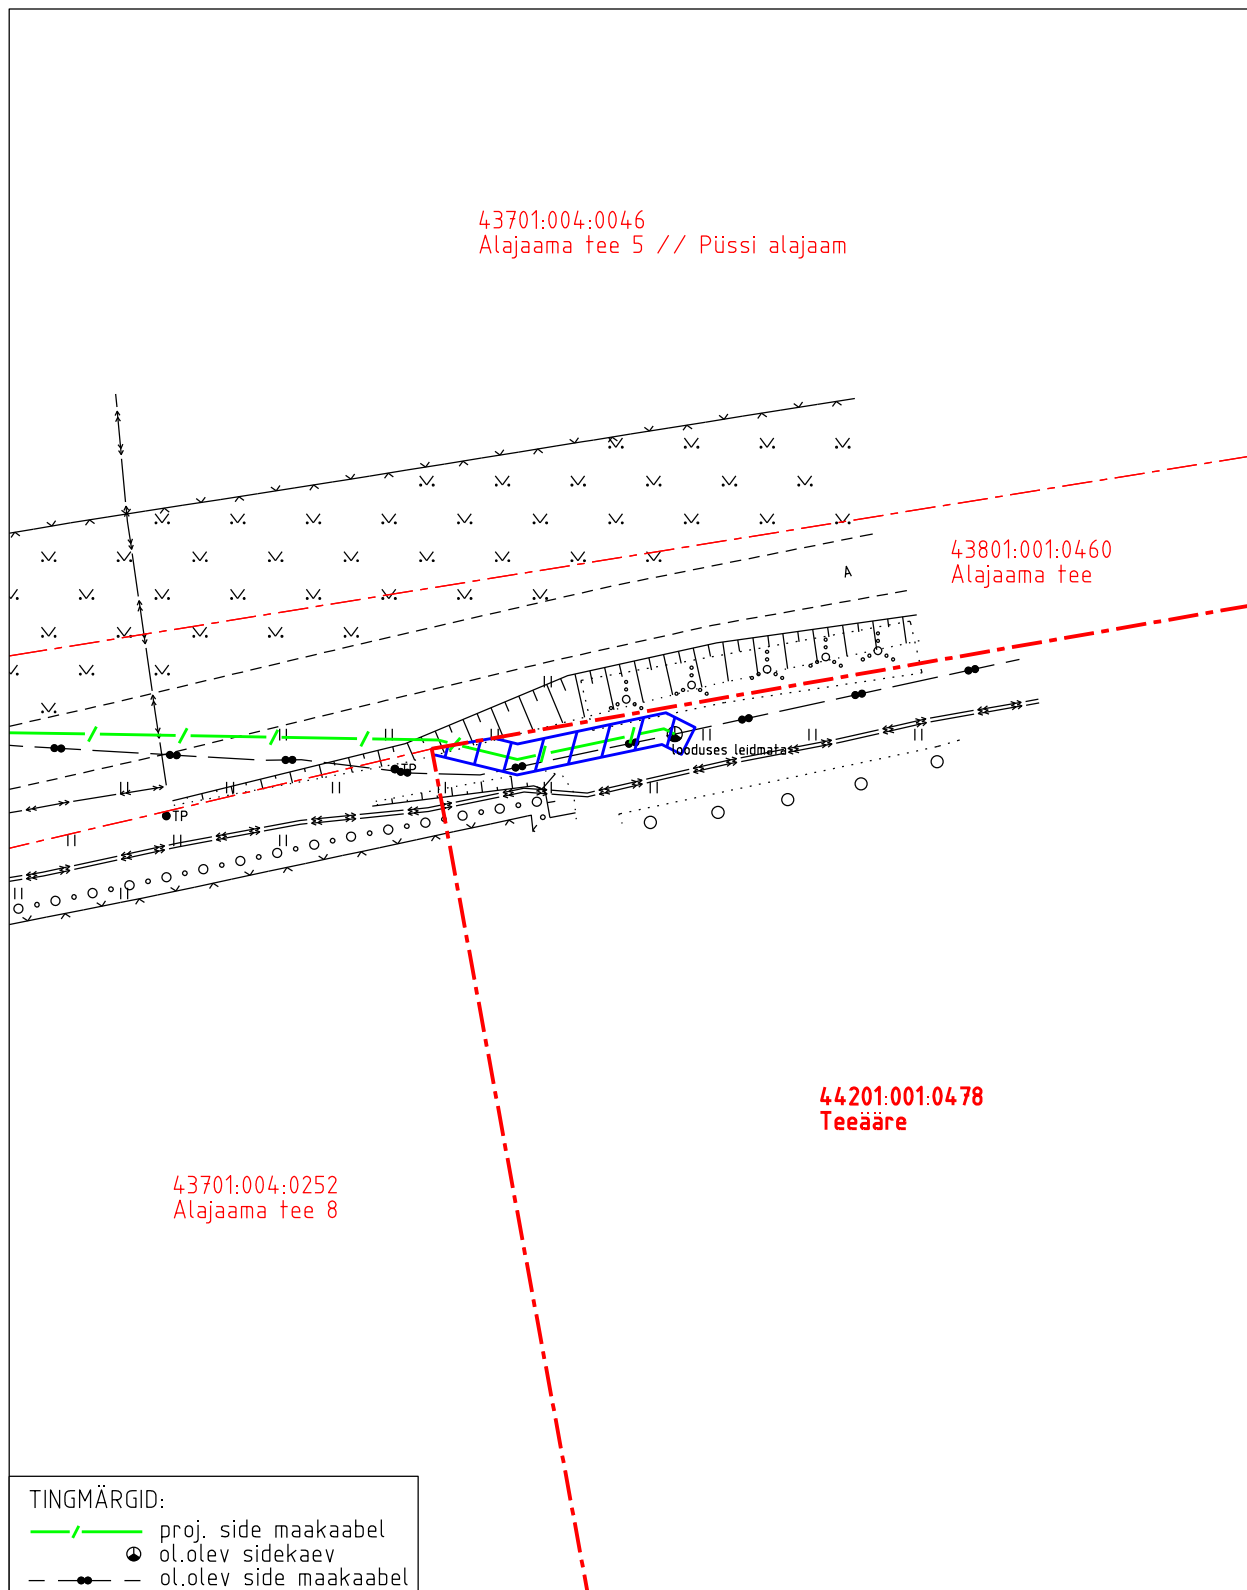 43701:004:0046
Alajaama tee 5 // Püssi alajaam
43801:001:0460
Alajaama tee
A
looduses leidmata
TP
TP
44201:001:0478
Teeääre
43701:004:0252
Alajaama tee 8
TINGMÄRGID:
proj. side maakaabel
ol.olev sidekaev
ol.olev side maakaabel